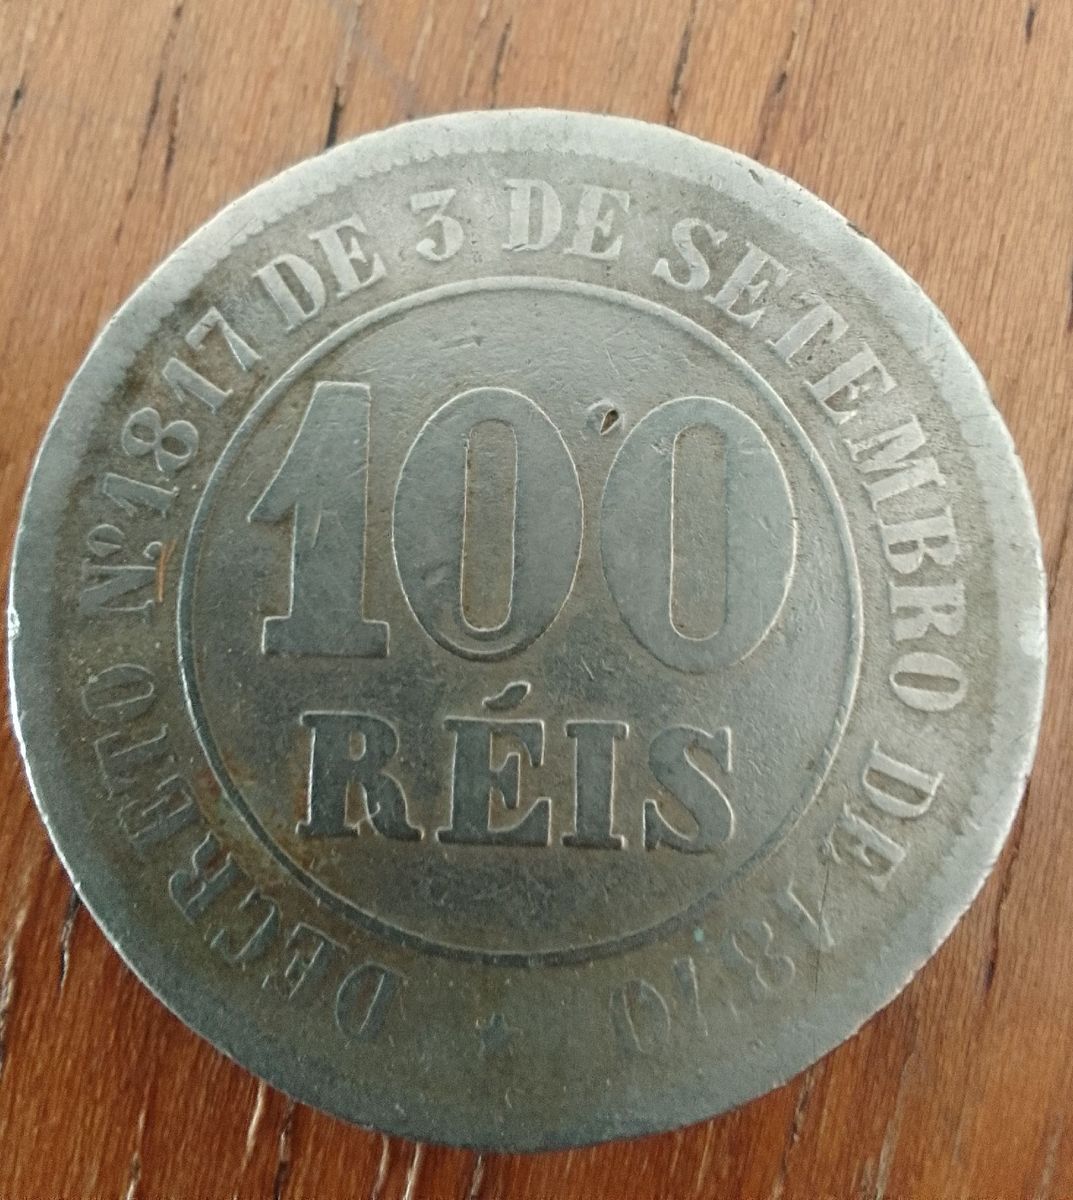 DECRETO Nº 1817 DE 3 DE SETEMBRO DE 1870
100
RÉIS